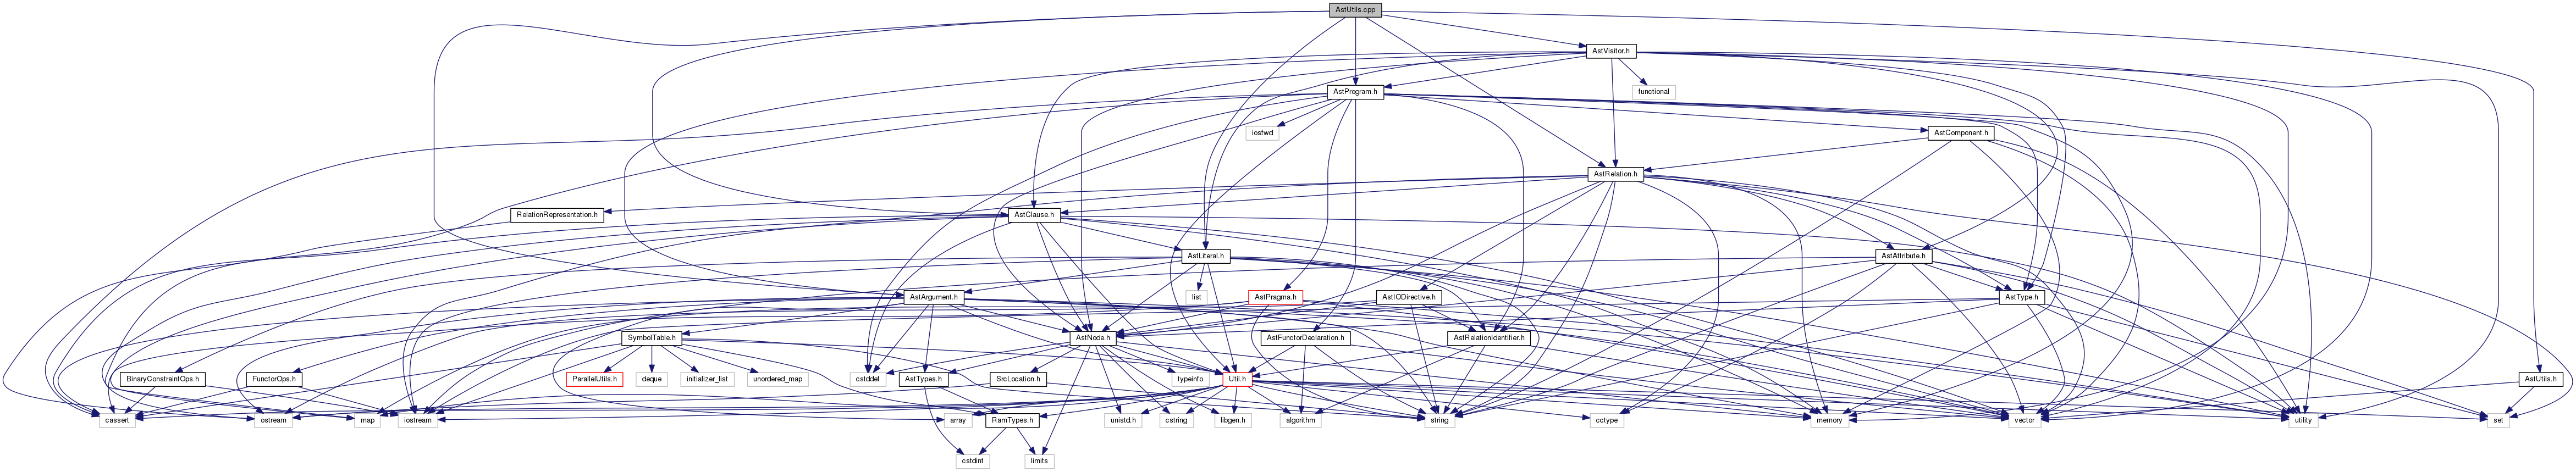 AstUtils.cpp
AstVisitor.h
AstProgram.h
functional
iosfwd
AstComponent.h
AstRelation.h
RelationRepresentation.h
AstClause.h
AstLiteral.h
AstAttribute.h
AstArgument.h
list
AstPragma.h
AstIODirective.h
AstType.h
SymbolTable.h
AstNode.h
AstFunctorDeclaration.h
AstRelationIdentifier.h
BinaryConstraintOps.h
FunctorOps.h
ParallelUtils.h
deque
initializer_list
unordered_map
cstddef
AstTypes.h
SrcLocation.h
typeinfo
Util.h
AstUtils.h
cassert
ostream
map
iostream
array
RamTypes.h
unistd.h
cstring
libgen.h
algorithm
string
cctype
memory
vector
utility
set
cstdint
limits